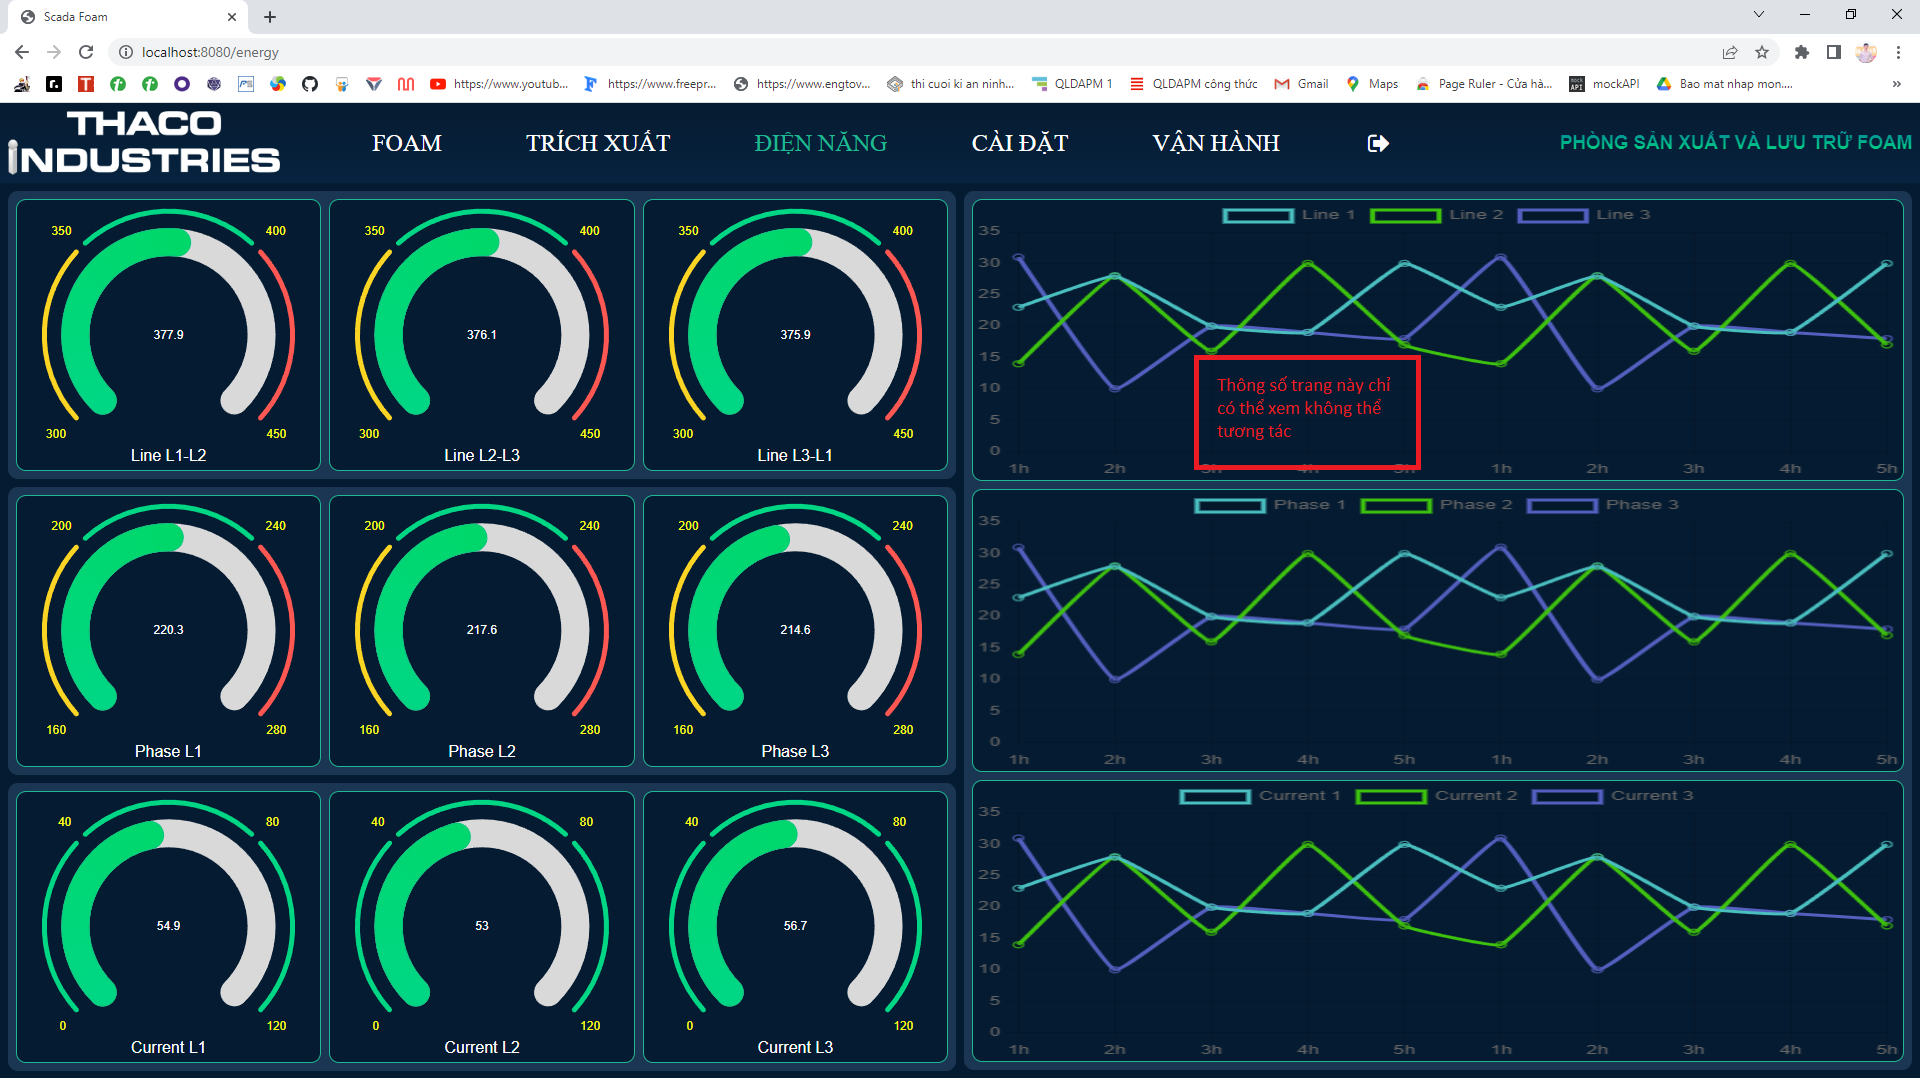 Scada Foam
localhost:8080/energy
https://www.youtub...
https://www.freepr...
https://www.engtov...
thi cuoi ki an ninh...
QLDAPM 1
QLDAPM công thức
Gmail
Maps
Page Ruler - Cửa hà...
mock API
mockAPI
Bao mat nhap mon....
THACO
INDUSTRIES
FOAM
TRÍCH XUẤT
ĐIỆN NĂNG
CÀI ĐẶT
VẬN HÀNH
PHÒNG SẢN XUẤT VÀ LƯU TRỮ FOAM
350 400
377.9
300 450
Line L1-L2
350 400
376.1
300 450
Line L2-L3
350 400
375.9
300 450
Line L3-L1
200 240
220.3
160 280
Phase L1
200 240
217.6
160 280
Phase L2
200 240
214.6
160 280
Phase L3
40 80
54.9
0 120
Current L1
40 80
53
0 120
Current L2
40 80
56.7
0 120
Current L3
Line 1 Line 2 Line 3
35
30
25
20
15
10
5
0
1h 2h 3h 4h 5h 1h 2h 3h 4h 5h
Thông số trang này chỉ
có thể xem không thể
tương tác
Phase 1 Phase 2 Phase 3
35
30
25
20
15
10
5
0
1h 2h 3h 4h 5h 1h 2h 3h 4h 5h
Current 1 Current 2 Current 3
35
30
25
20
15
10
5
0
1h 2h 3h 4h 5h 1h 2h 3h 4h 5h